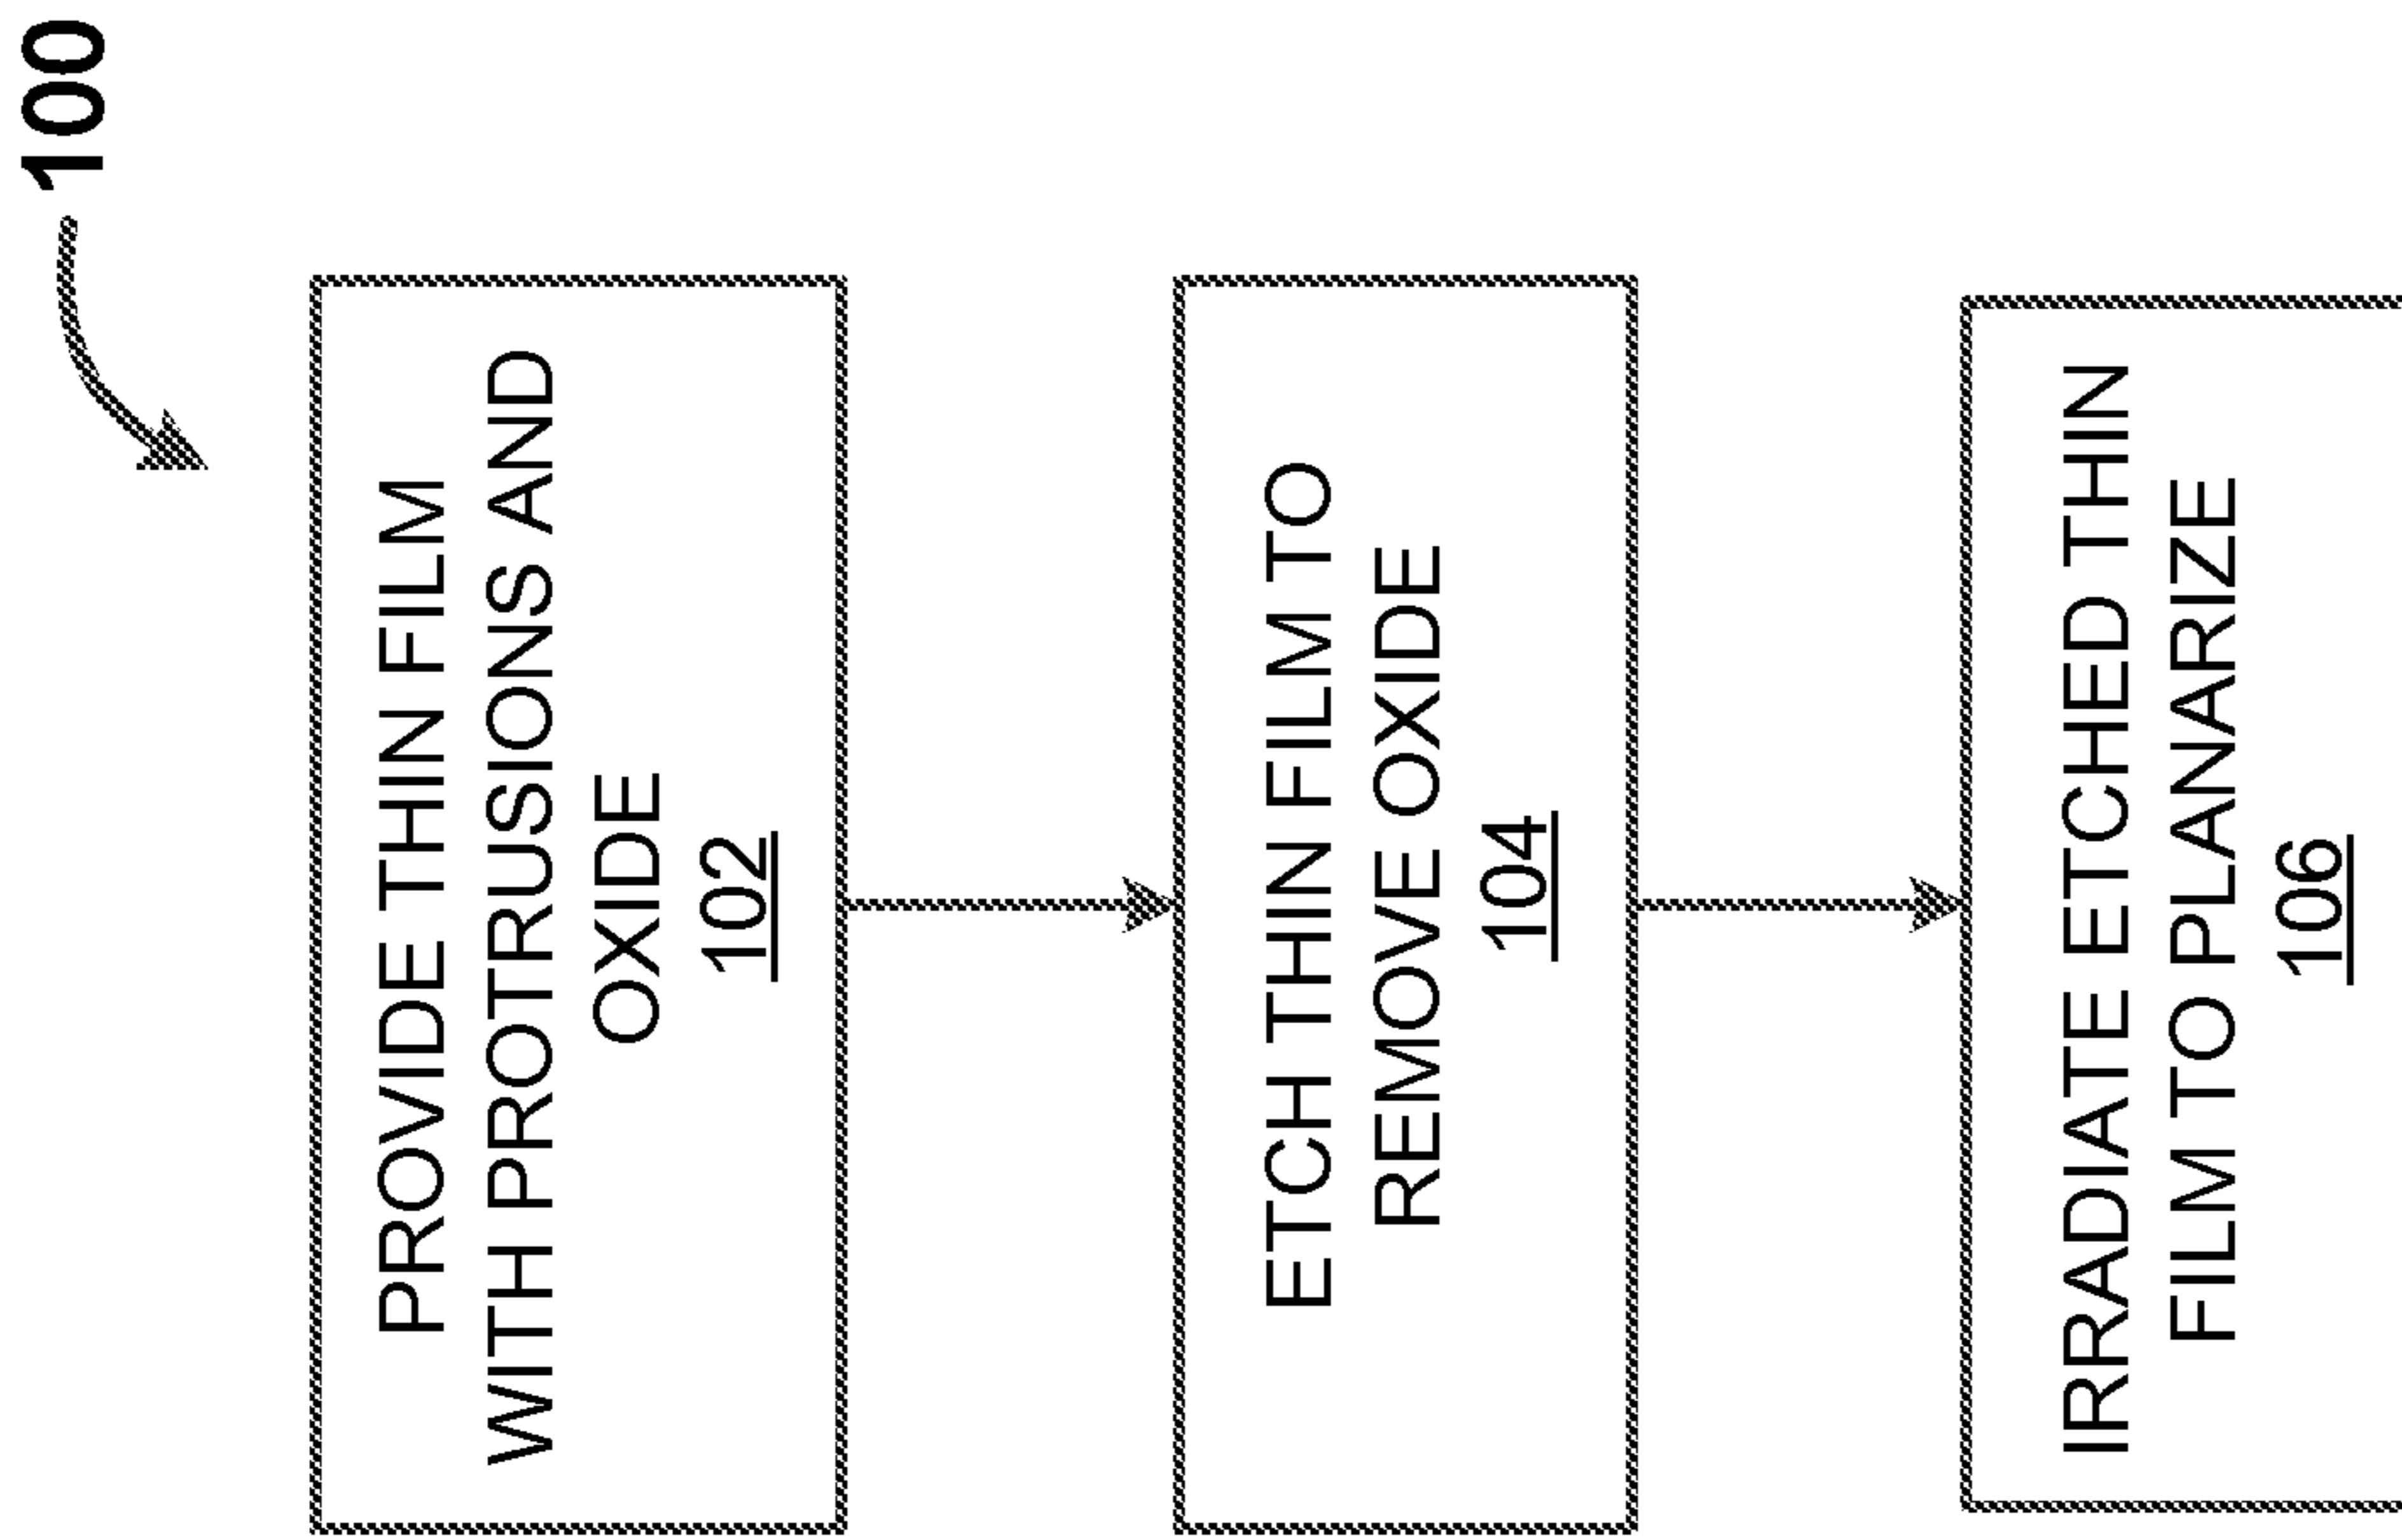 100
PROVIDE THIN FILM
WITH PROTRUSIONS AND
OXIDE
102
ETCH THIN FILM TO
REMOVE OXIDE
104
IRRADIATE ETCHED THIN
FILM TO PLANARIZE
106